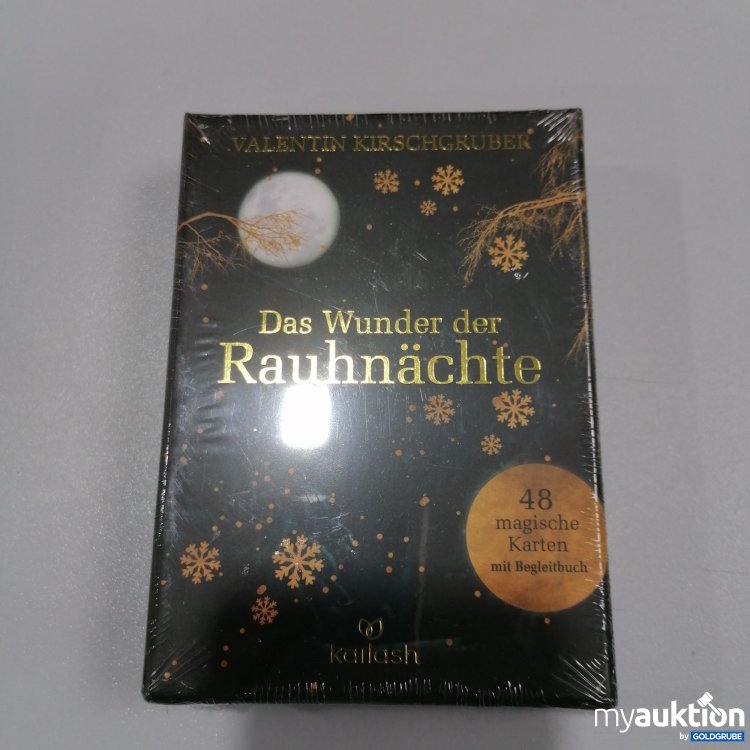 VALENTIN KIRSCHGRUBER
Das Wunder der
Rauhnächte
48
magische
Karten
mit Begleitbuch
kailash
myauktion
by GOLDGRUBE